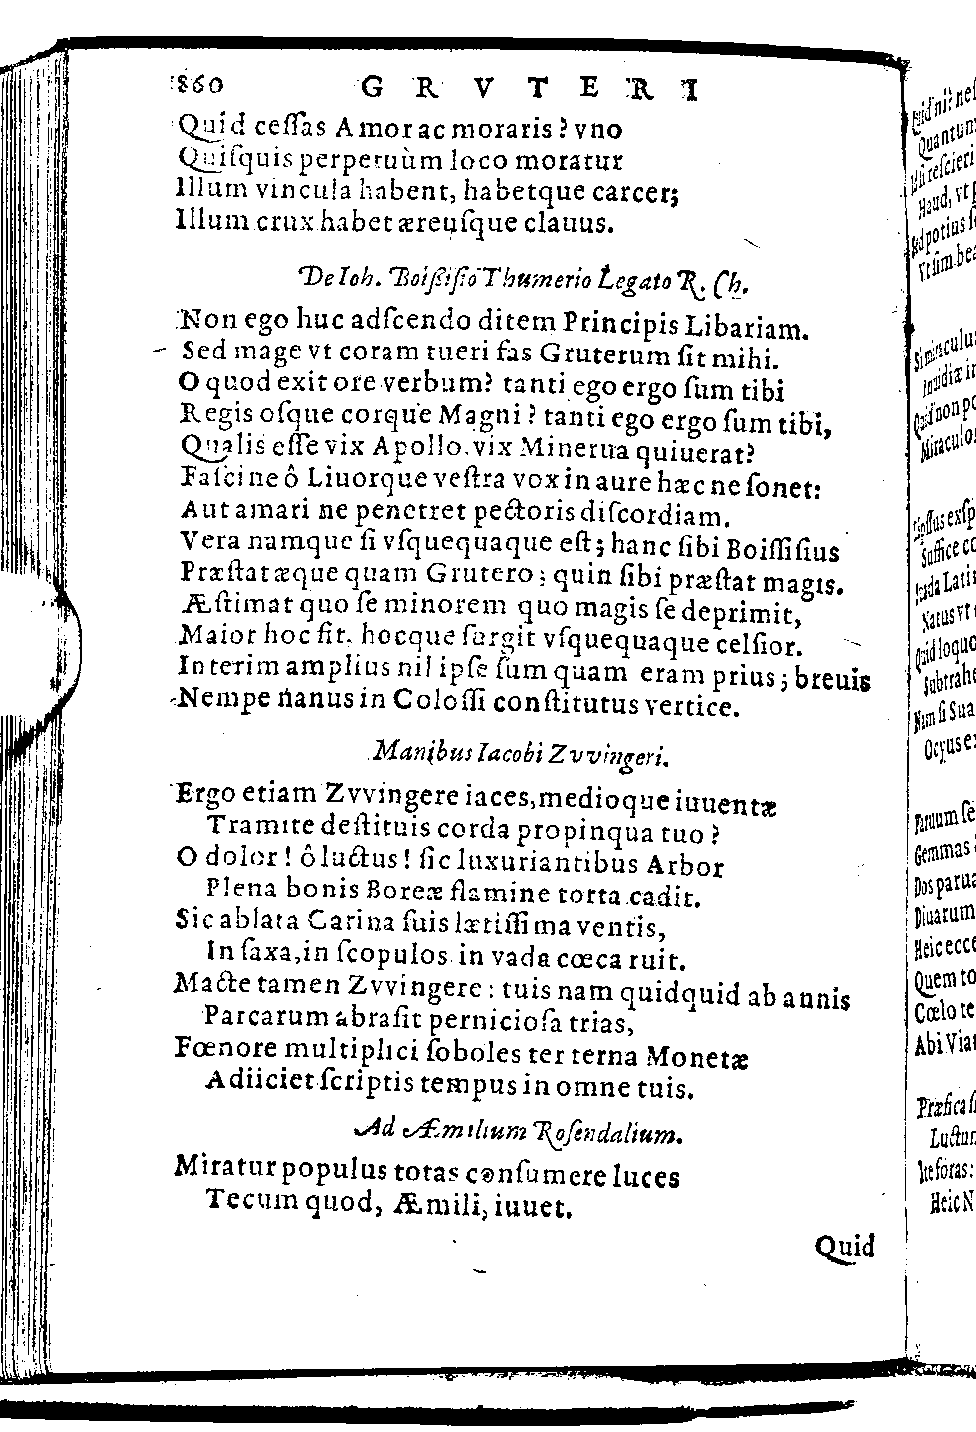 860 GRVTERI
Quid ceſſas Amor ac moraris? vno
Quiſquis perpetuùm loco moratur
Illum vincula habent, habetque carcer;
Illum crux habet æreuſque clauus.
De Ioh. Boißiſio Thumerio Legato R. Ch.
Non ego huc adſcendo ditem Principis Libariam.
Sed mage vt coram tueri fas Gruterum ſit mihi.
O quod exit ore verbum? tanti ego ergo ſum tibi
Regis oſque corque Magni? tanti ego ergo ſum tibi,
Qualis eſſe vix Apollo, vix Minerua quiuerat?
Faſcine ô Liuorque veſtra vox in aure hæc ne ſonet:
Aut amari ne penetret pectoris diſcordiam.
Vera namque ſi vſquequaque eſt; hanc ſibi Boiſſiſius
Præſtat æque quam Grutero; quin ſibi præſtat magis.
Æſtimat quo ſe minorem quo magis ſe deprimit,
Maior hoc fit. hocque ſurgit vſquequaque celſior.
Interim amplius nil ipſe ſum quam eram prius; breuis
Nempe nanus in Coloſſi conſtitutus vertice.
Manibus Iacobi Zvvingeri.
Ergo etiam Zvvingere iaces, medioque iuuentæ
Tramite deſtituis corda propinqua tuo?
O dolor! ô luctus! ſic luxuriantibus Arbor
Plena bonis Boreæ flamine torta cadit.
Sic ablata Carina ſuis lætiſſima ventis,
In ſaxa, in ſcopulos in vada cœca ruit.
Macte tamen Zvvingere: tuis nam quidquid ab annis
Parcarum abraſit pernicioſa trias,
Fœnore multiplici ſoboles ter terna Monetæ
Adiiciet ſcriptis tempus in omne tuis.
Ad Æmilium Roſendalium.
Miratur populus totas conſumere luces
Tecum quod, Æmili, iuuet.
Quid